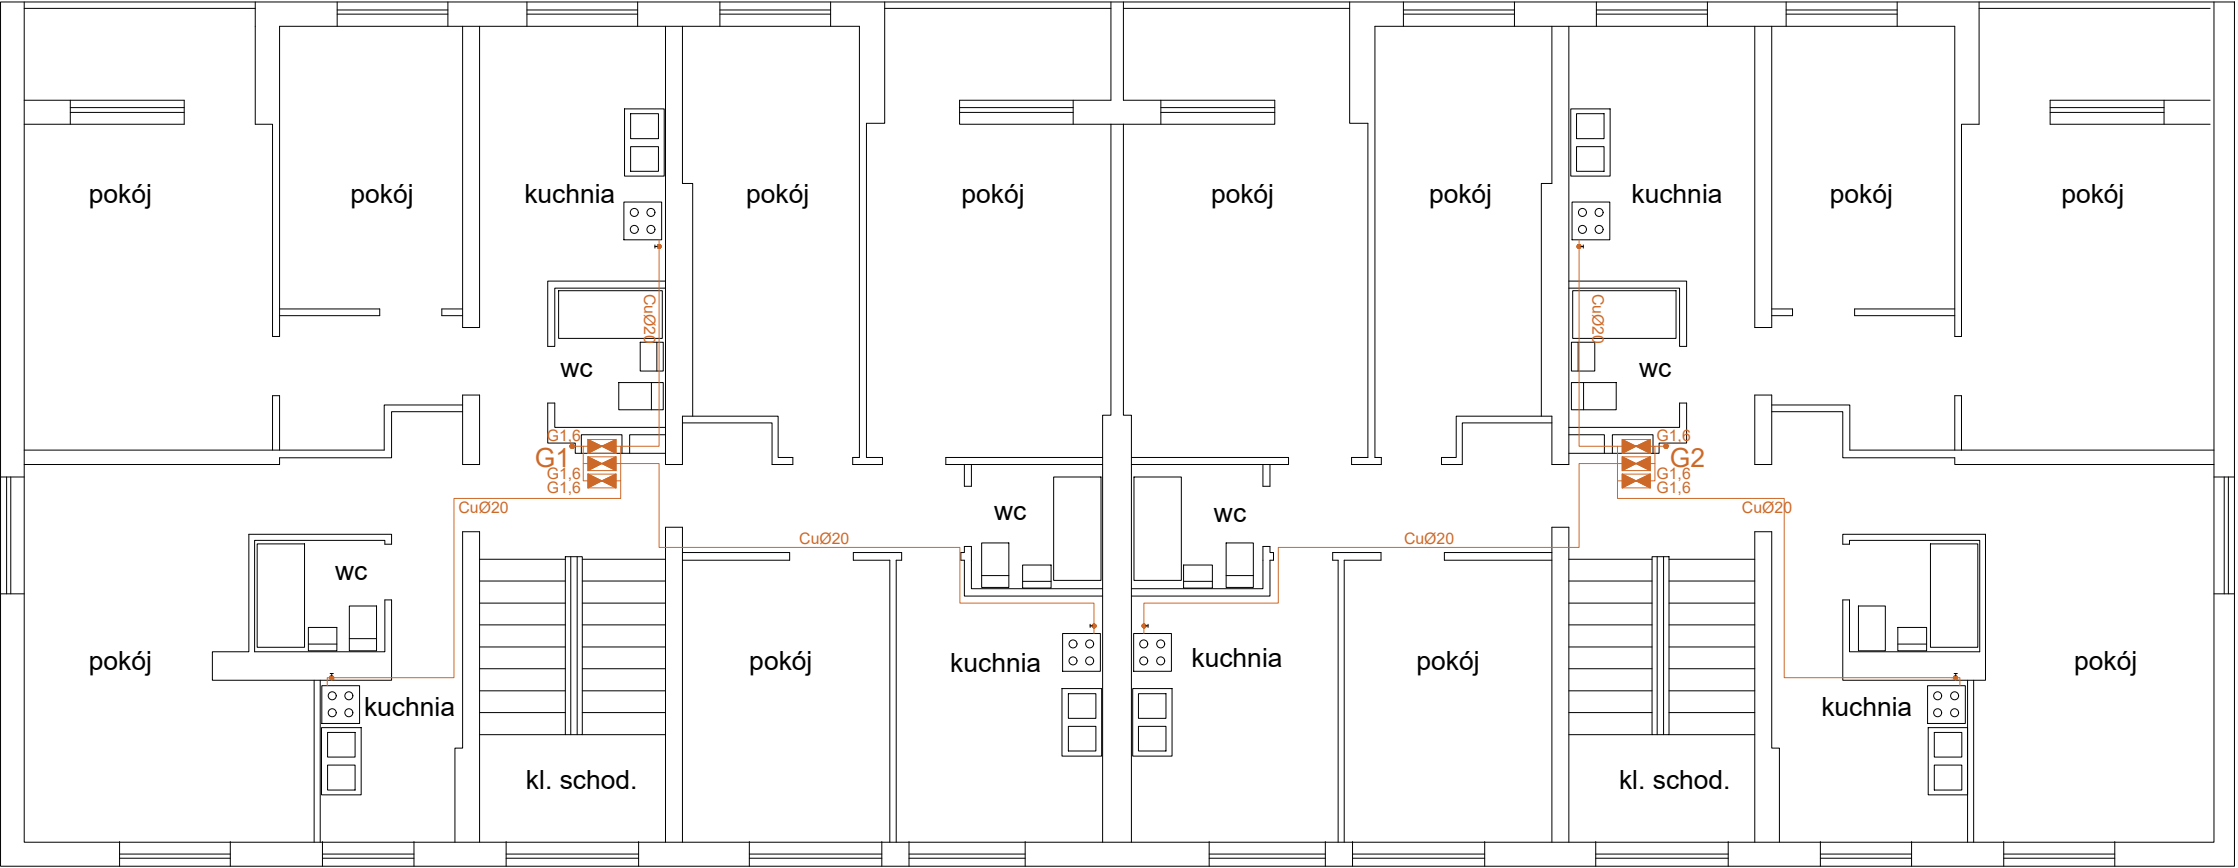 pokój
pokój
kuchnia
pokój
pokój
pokój
pokój
kuchnia
pokój
pokój
CuØ20
CuØ20
wc
wc
G1,6
G1
G1,6
G1,6
G1,6
G2
G1,6
G1,6
CuØ20
wc
wc
CuØ20
CuØ20
CuØ20
wc
pokój
pokój
kuchnia
kuchnia
pokój
pokój
kuchnia
kuchnia
kl. schod.
kl. schod.